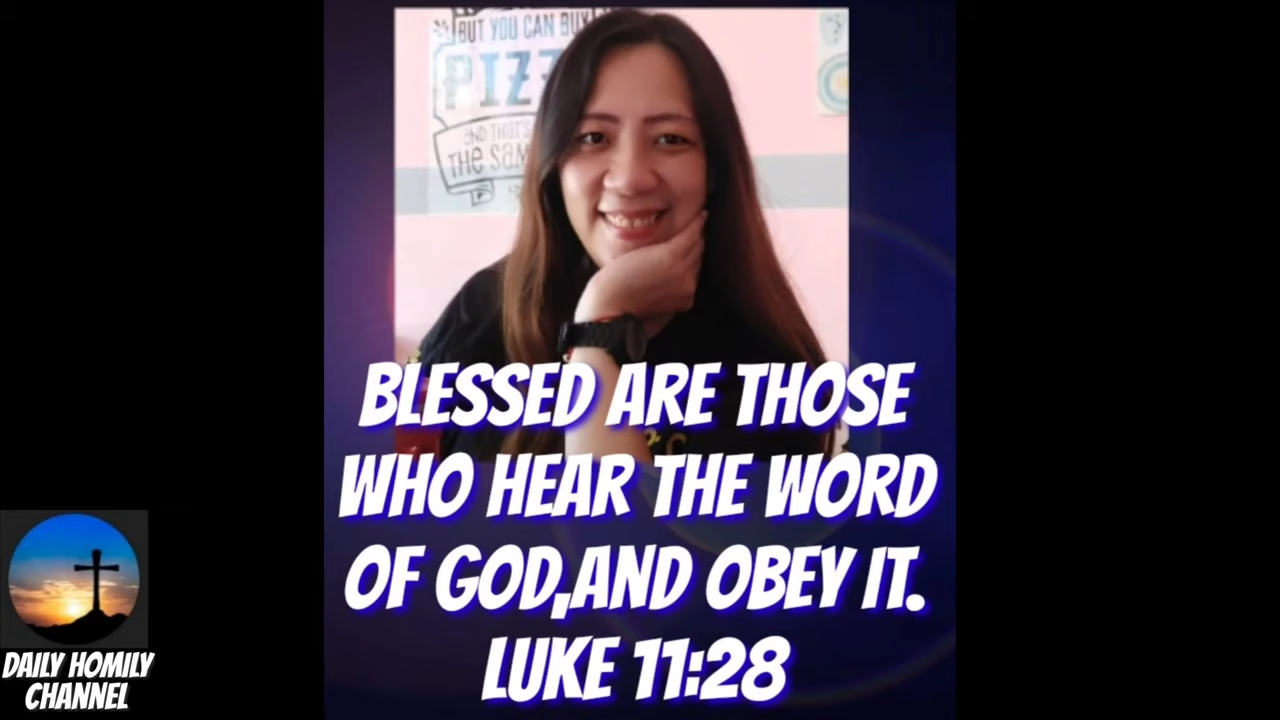 BUT YOU CAN BUY
AND THAT'S
THE SAM
BLESSED ARE THOSE
WHO HEAR THE WORD
OF GOD,AND OBEY IT.
LUKE 11:28
DAILY HOMILY
CHANNEL